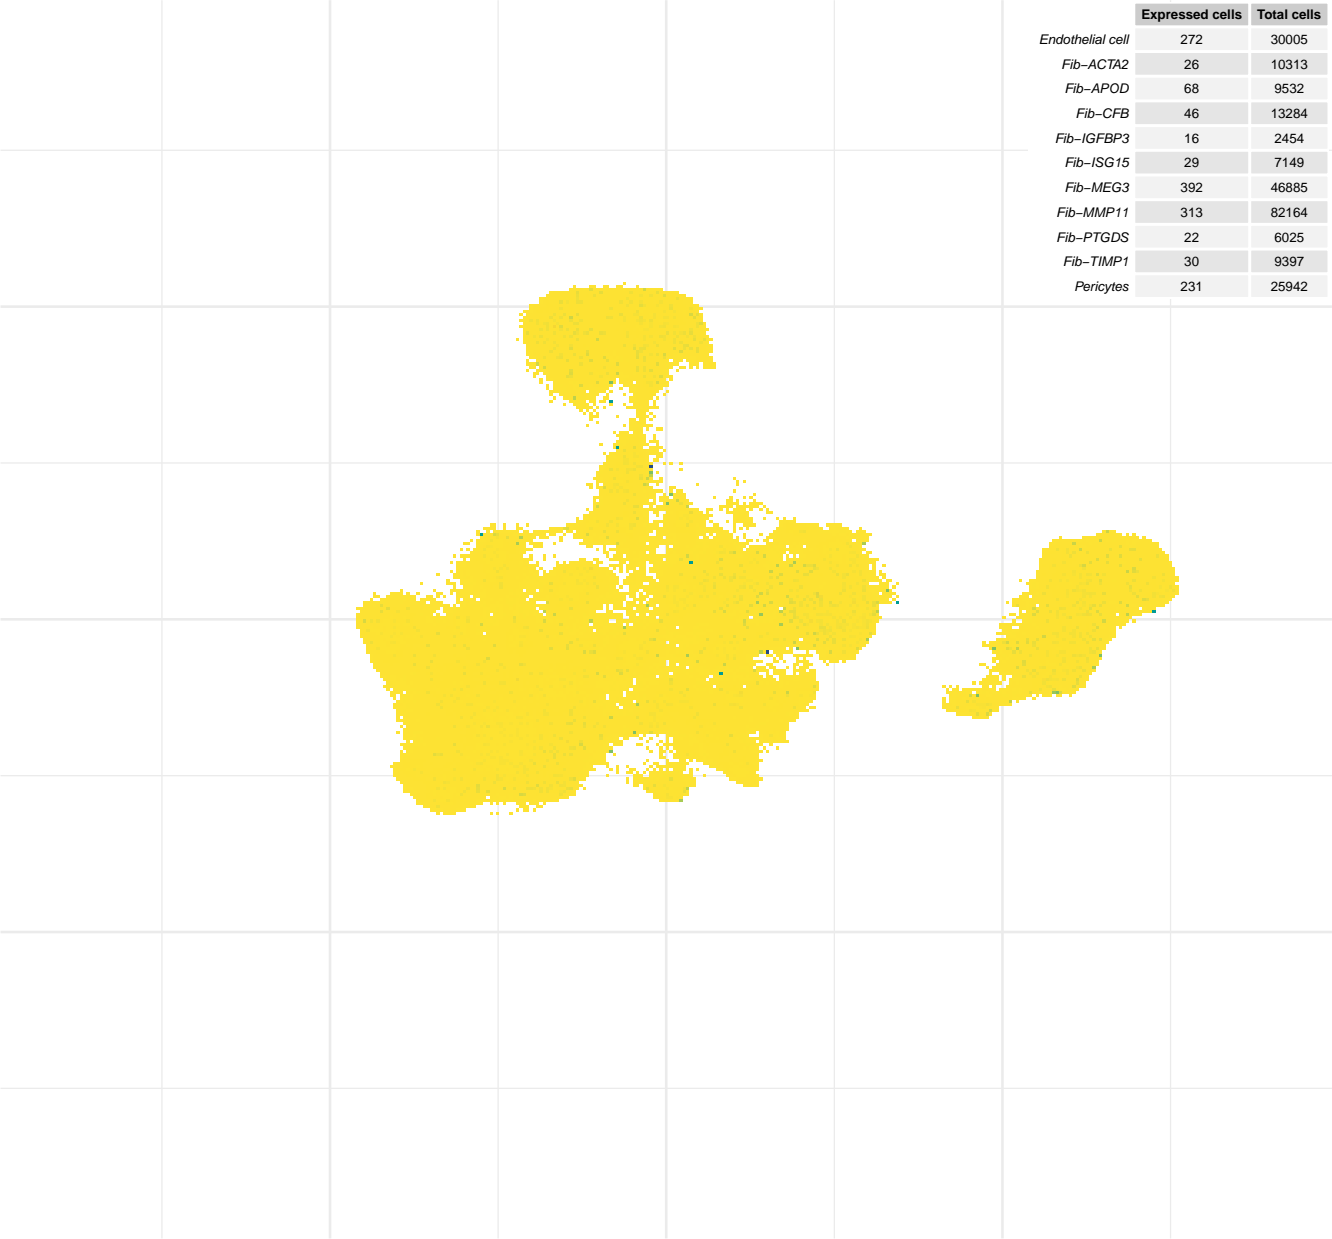 Expressed cells Total cells
Endothelial cell 272 30005
Fib−ACTA2 26 10313
Fib−APOD 68 9532
Fib−CFB 46 13284
Fib−IGFBP3 16 2454
Fib−ISG15 29 7149
Fib−MEG3 392 46885
Fib−MMP11 313 82164
Fib−PTGDS 22 6025
Fib−TIMP1 30 9397
Pericytes 231 25942